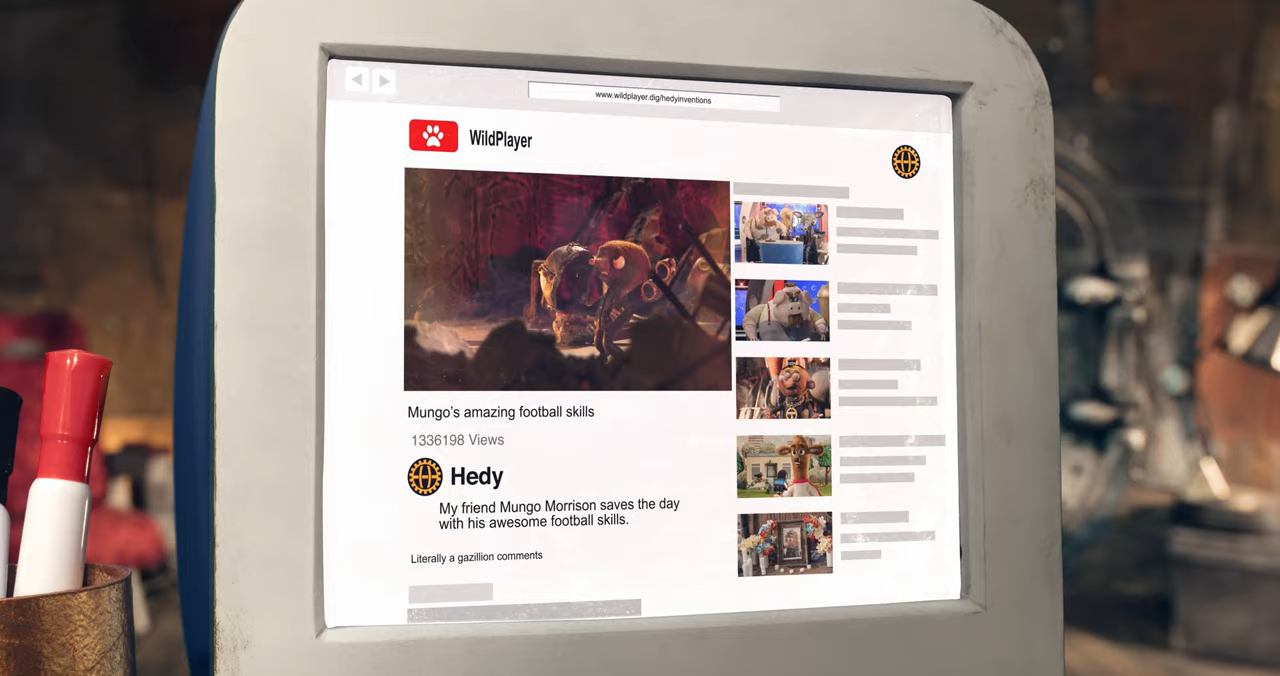 www.wildplayer.dig/hedyinventions
WildPlayer
Mungo's amazing football skills
1336198 Views
Hedy
My friend Mungo Morrison saves the day
with his awesome football skills.
Literally a gazillion comments